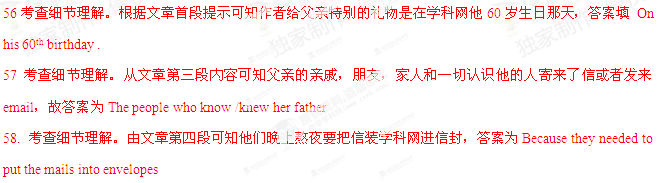 56 考查细节理解。根据文章首段提示可知作者给父亲特别的礼物是在学科网他 60 岁生日那天，答案填 On
his 60th birthday .
57 考查细节理解。从文章第三段内容可知父亲的亲戚，朋友，家人和一切认识他的人寄来了信或者发来
email，故答案为 The people who know /knew her father
58. 考查细节理解。由文章第四段可知他们晚上熬夜要把信装学科网进信封，答案为 Because they needed to
put the mails into envelopes